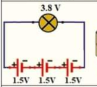 3.8 V
+ - + - + -
1.5V 1.5V 1.5V